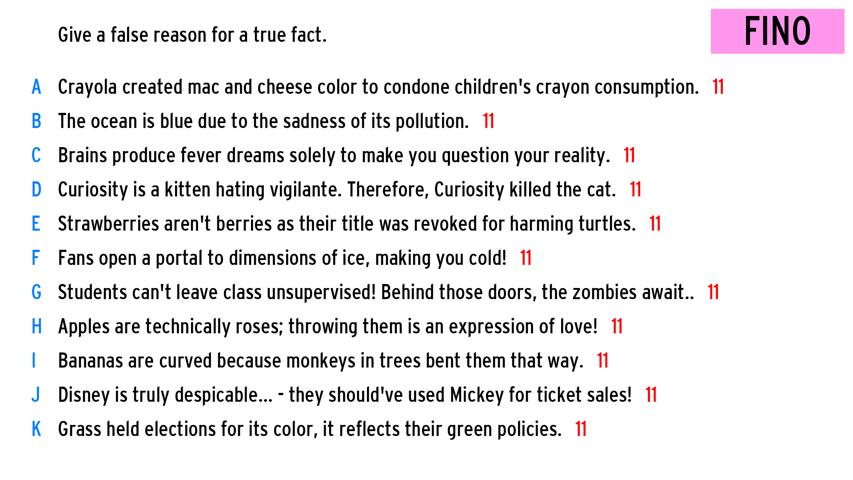 Give a false reason for a true fact.
FINO
A Crayola created mac and cheese color to condone children's crayon consumption. 11
B The ocean is blue due to the sadness of its pollution. 11
C Brains produce fever dreams solely to make you question your reality. 11
D Curiosity is a kitten hating vigilante. Therefore, Curiosity killed the cat. 11
E Strawberries aren't berries as their title was revoked for harming turtles. 11
F Fans open a portal to dimensions of ice, making you cold! 11
G Students can't leave class unsupervised! Behind those doors, the zombies await.. 11
H Apples are technically roses; throwing them is an expression of love! 11
I Bananas are curved because monkeys in trees bent them that way. 11
J Disney is truly despicable... - they should've used Mickey for ticket sales! 11
K Grass held elections for its color, it reflects their green policies. 11